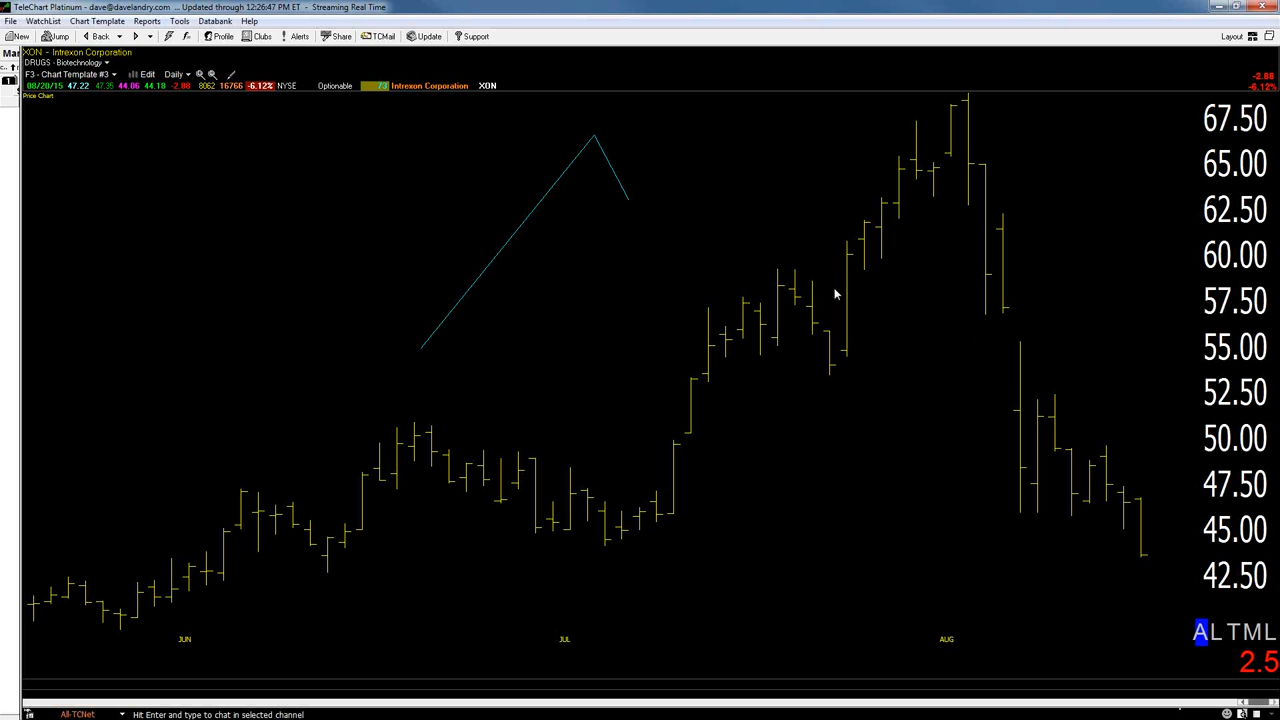 TeleChart Platinum - dave@davelandry.com ... Updated through 12:26:47 PM ET - Streaming Real Time
File WatchList Chart Template Reports Tools Databank Help
New Jump Back Profile Clubs Alerts Share TCMail Update Support Layout
XON - Intrexon Corporation
DRUGS - Biotechnology
F3 - Chart Template #3 Edit Daily -2.88
08/20/15 47.22 47.35 44.06 44.18 -2.88 8062 16766 -6.12% NYSE Optionable 73 Intrexon Corporation XON -6.12%
Price Chart
67.50
65.00
62.50
60.00
57.50
55.00
52.50
50.00
47.50
45.00
42.50
JUN JUL AUG
ALTML
2.5
All-TCNet Hit Enter and type to chat in selected channel